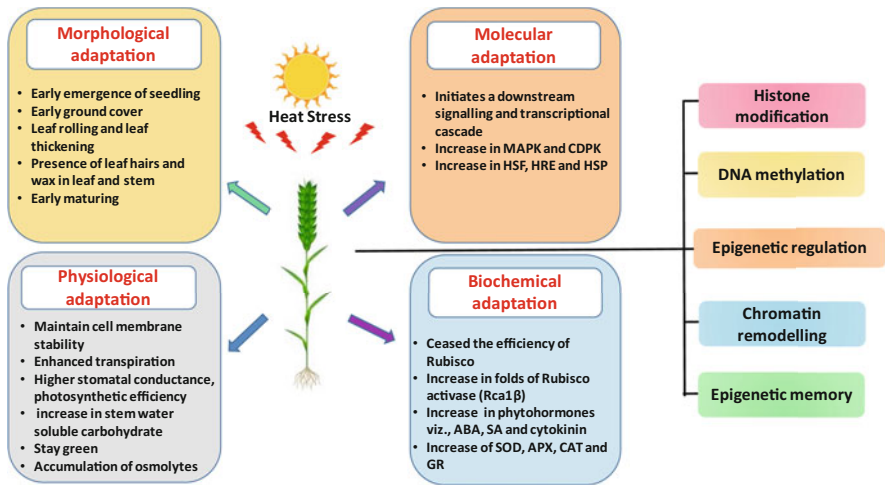 Morphological
adaptation
• Early emergence of seedling
• Early ground cover
• Leaf rolling and leaf
thickening
• Presence of leaf hairs and
wax in leaf and stem
• Early maturing
Heat Stress
Molecular
adaptation
• Initiates a downstream
signalling and transcriptional
cascade
• Increase in MAPK and CDPK
• Increase in HSF, HRE and HSP
Physiological
adaptation
• Maintain cell membrane
stability
• Enhanced transpiration
• Higher stomatal conductance,
photosynthetic efficiency
• increase in stem water
soluble carbohydrate
• Stay green
• Accumulation of osmolytes
Biochemical
adaptation
• Ceased the efficiency of
Rubisco
• Increase in folds of Rubisco
activase (Rca1β)
• Increase in phytohormones
viz., ABA, SA and cytokinin
• Increase of SOD, APX, CAT and
GR
Histone
modification
DNA methylation
Epigenetic regulation
Chromatin
remodelling
Epigenetic memory